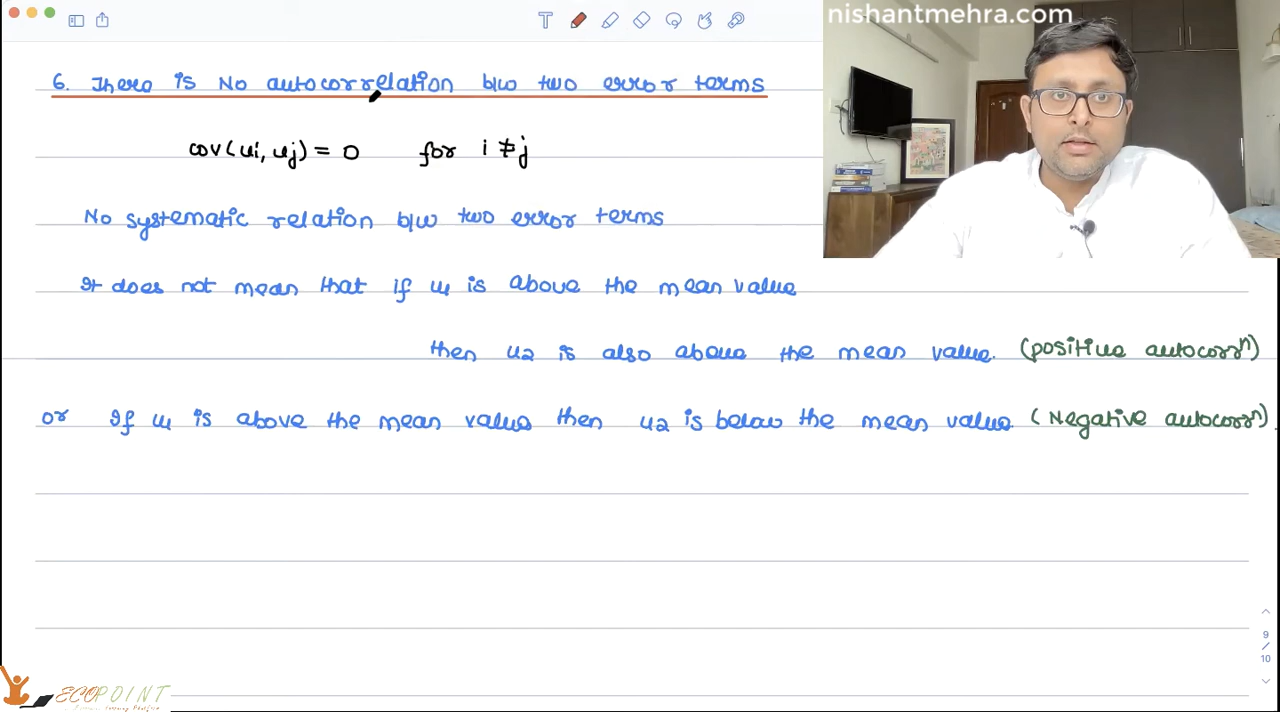 nishantmehra.com
6. There is No autocorrelation b/w two error terms
cov(ui, uj) = 0 for i ≠ j
No systematic relation b/w two error terms
It does not mean that if u1 is above the mean value
then u2 is also above the mean value. (positive autocorrⁿ)
or If u1 is above the mean value then u2 is below the mean value. (Negative autocorrⁿ).
9
/
10
ECOPOINT